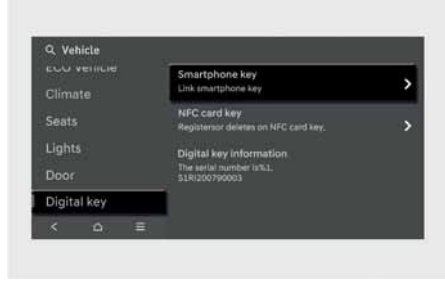 Vehicle
ECO vehicle
Climate
Seats
Lights
Door
Digital key
Smartphone key
Link smartphone key
NFC card key
Registersor deletes on NFC card key.
Digital key information
The serial number is%1.
S1RI200790003